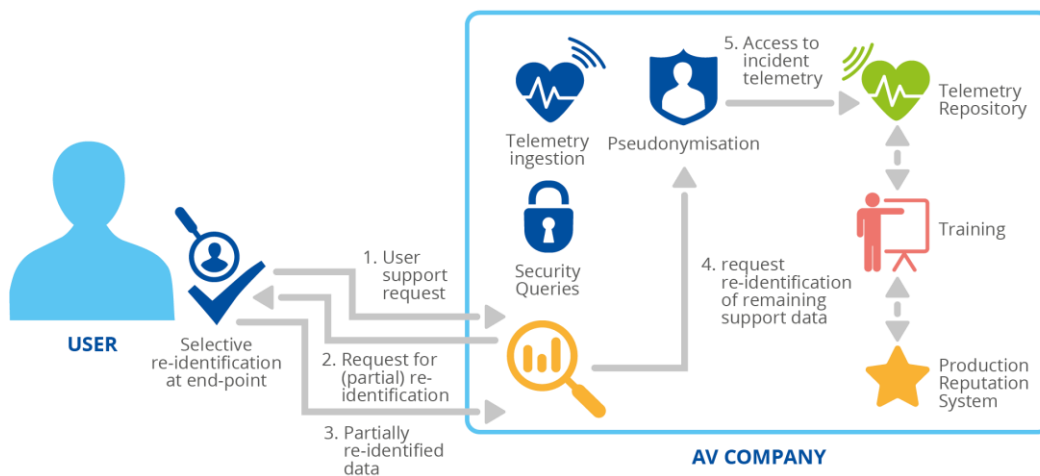 USER
Selective
re-identification
at end-point
1. User
support
request
2. Request for
(partial) re-
identification
3. Partially
re-identified
data
Telemetry
ingestion
Security
Queries
Pseudonymisation
4. request
re-identification
of remaining
support data
5. Access to
incident
telemetry
Telemetry
Repository
Training
Production
Reputation
System
AV COMPANY